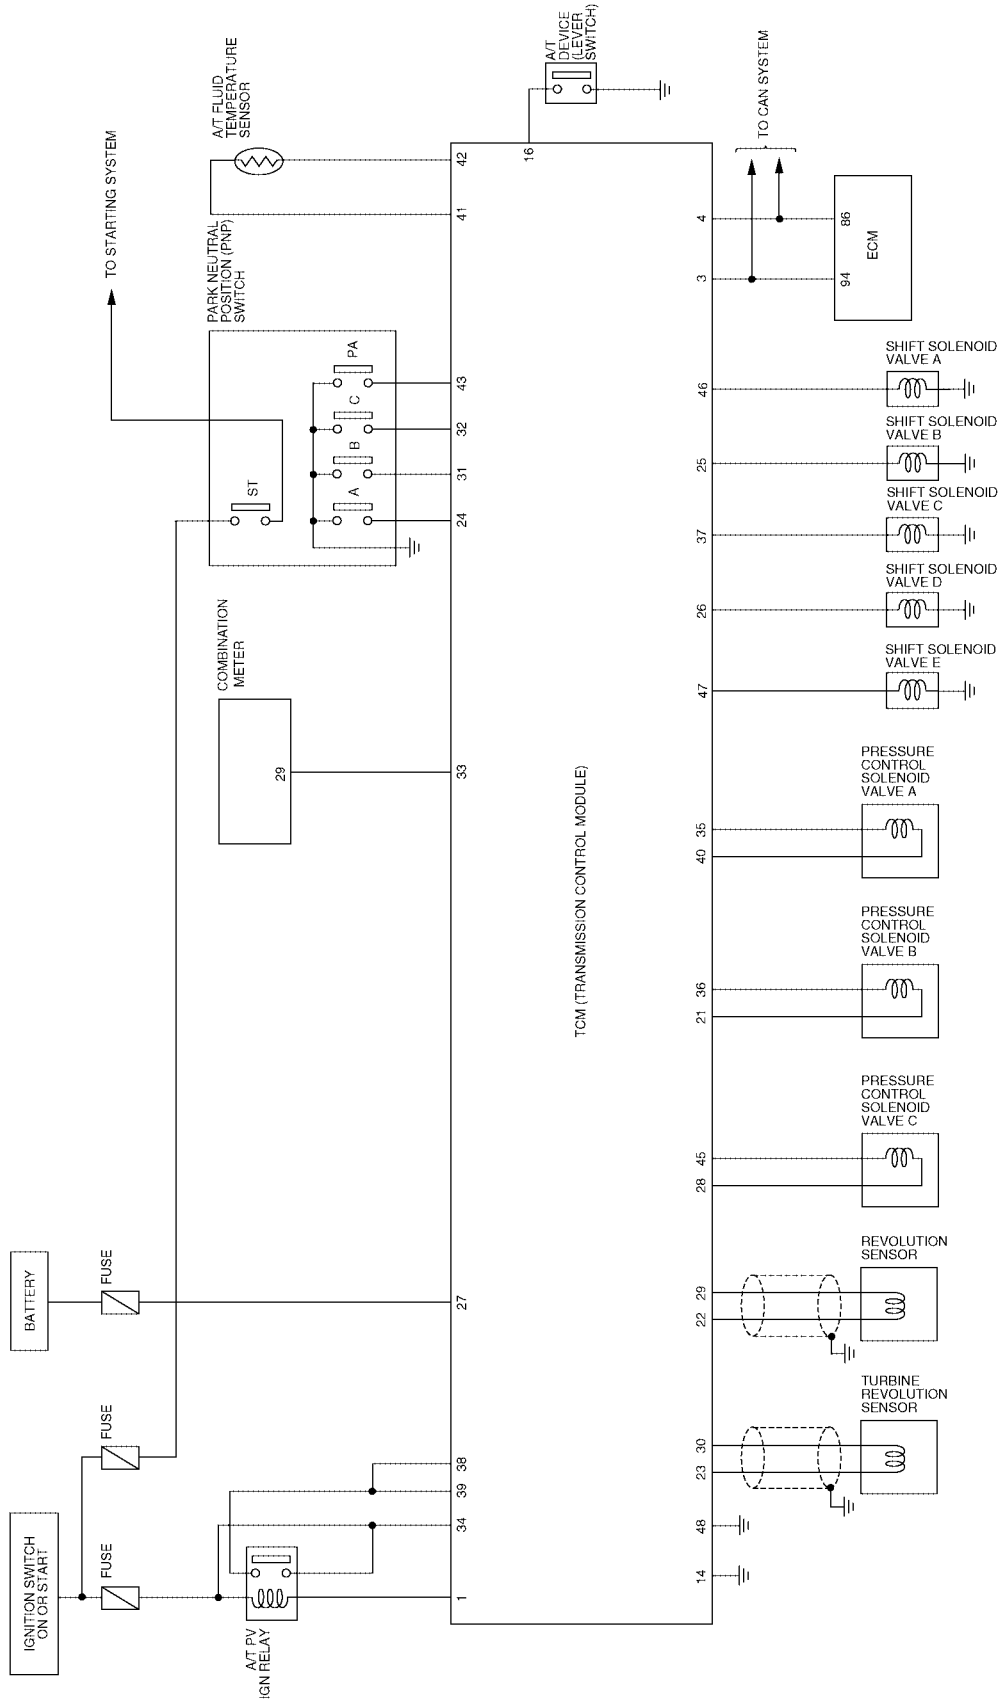 A/T
DEVICE
(LEVER
SWITCH)
TO CAN SYSTEM
A/T FLUID
TEMPERATURE
SENSOR
TO STARTING SYSTEM
16
42
41
4
3
86
94
ECM
PARK NEUTRAL
POSITION (PNP)
SWITCH
PA
C
B
A
ST
43
32
31
24
46
SHIFT SOLENOID
VALVE A
25
SHIFT SOLENOID
VALVE B
37
SHIFT SOLENOID
VALVE C
26
SHIFT SOLENOID
VALVE D
47
SHIFT SOLENOID
VALVE E
COMBINATION
METER
29
33
TCM (TRANSMISSION CONTROL MODULE)
PRESSURE
CONTROL
SOLENOID
VALVE A
35
40
PRESSURE
CONTROL
SOLENOID
VALVE B
36
21
PRESSURE
CONTROL
SOLENOID
VALVE C
45
28
BATTERY
FUSE
27
REVOLUTION
SENSOR
29
22
FUSE
TURBINE
REVOLUTION
SENSOR
30
23
38
39
34
48
IGNITION SWITCH
ON OR START
FUSE
1
14
A/T PV
IGN RELAY